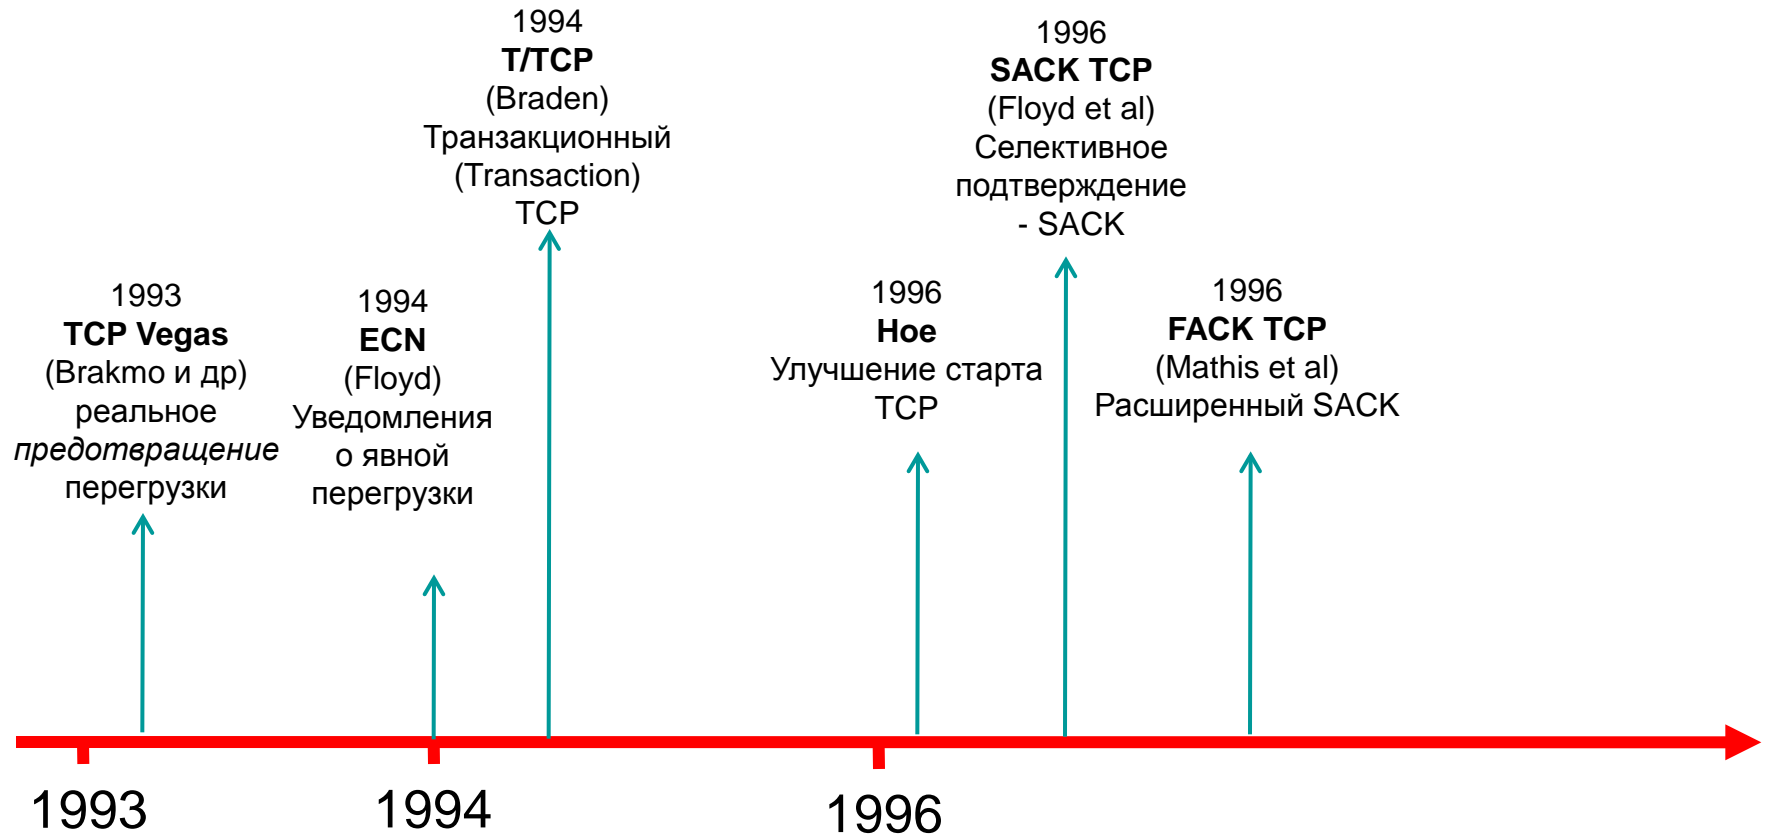 1993
TCP Vegas
(Brakmo и др)
реальное
предотвращение
перегрузки
1994
ECN
(Floyd)
Уведомления
о явной
перегрузки
1994
T/TCP
(Braden)
Транзакционный
(Transaction)
TCP
1996
Hoe
Улучшение старта
TCP
1996
SACK TCP
(Floyd et al)
Селективное
подтверждение
- SACK
1996
FACK TCP
(Mathis et al)
Расширенный SACK
1993
1994
1996